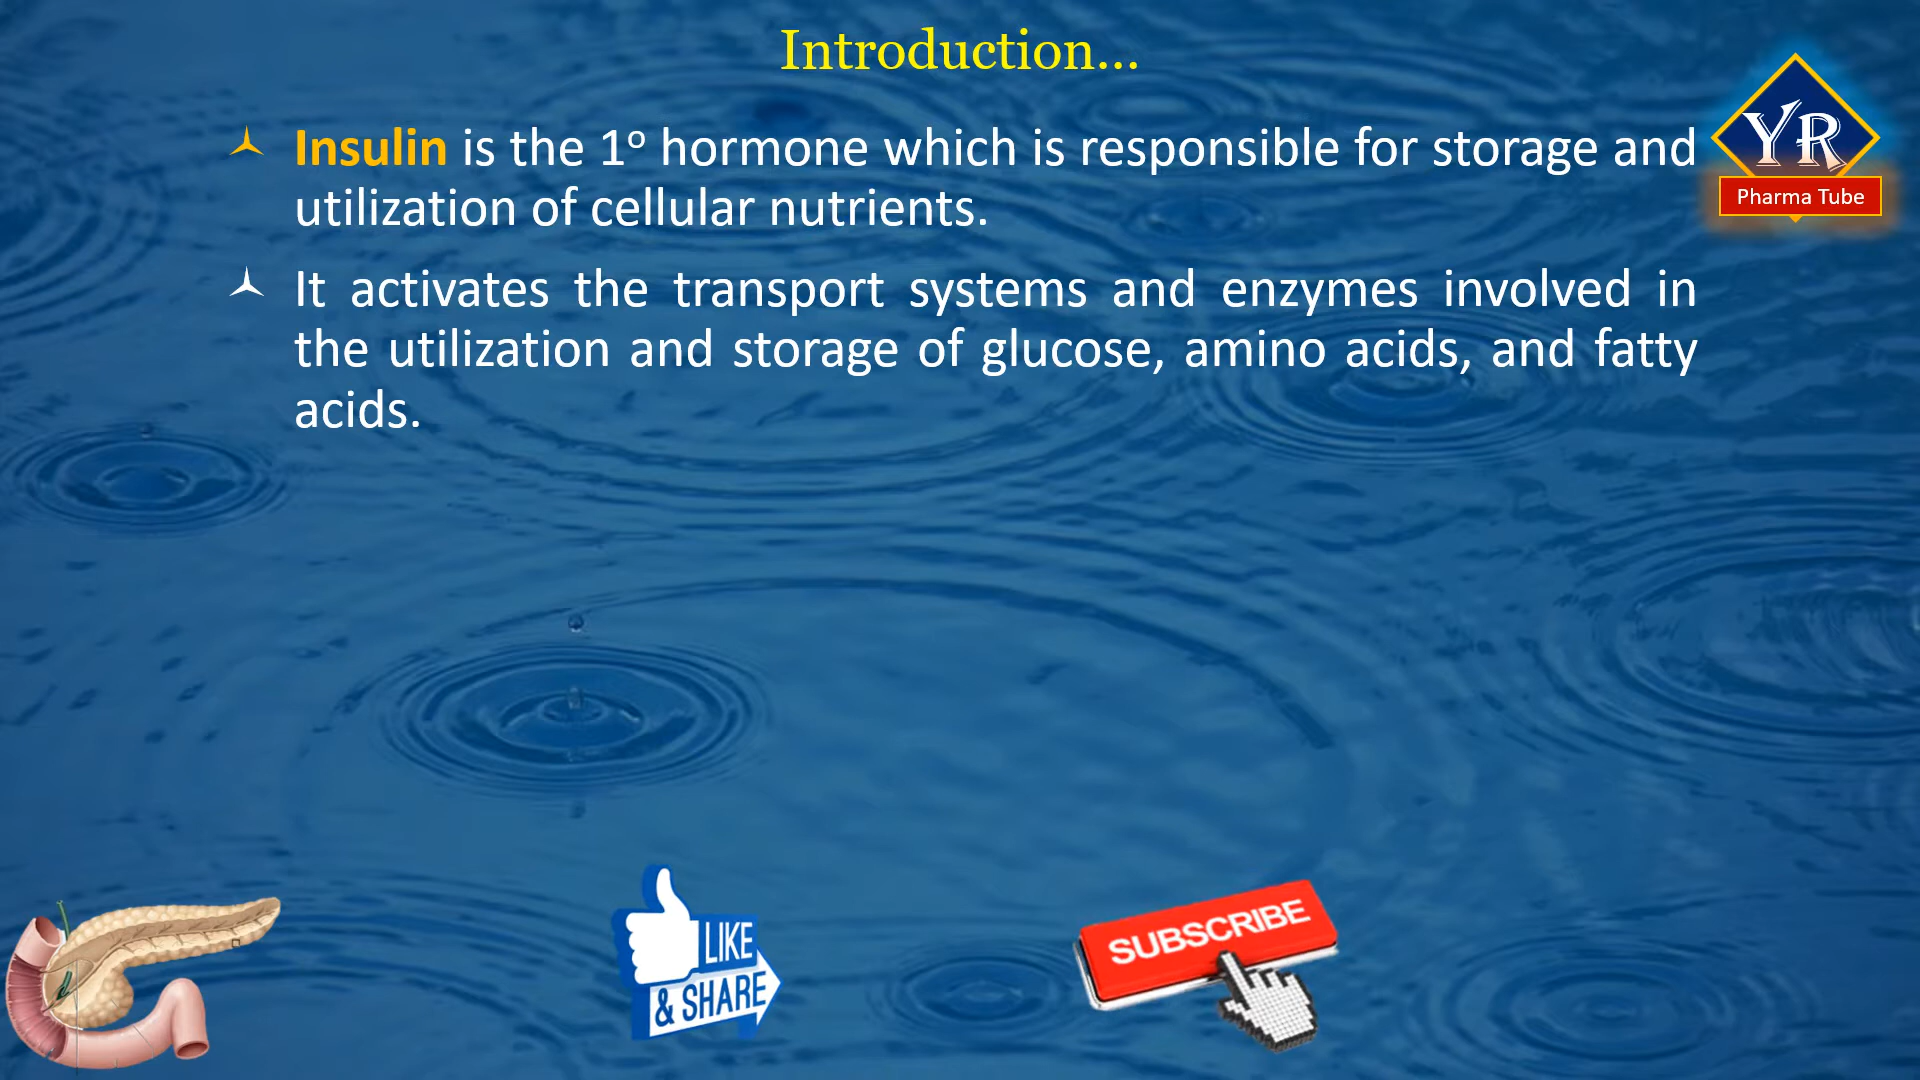 Introduction...
Insulin is the 1º hormone which is responsible for storage and
utilization of cellular nutrients.
It activates the transport systems and enzymes involved in
the utilization and storage of glucose, amino acids, and fatty
acids.
YR
Pharma Tube
LIKE
& SHARE
SUBSCRIBE